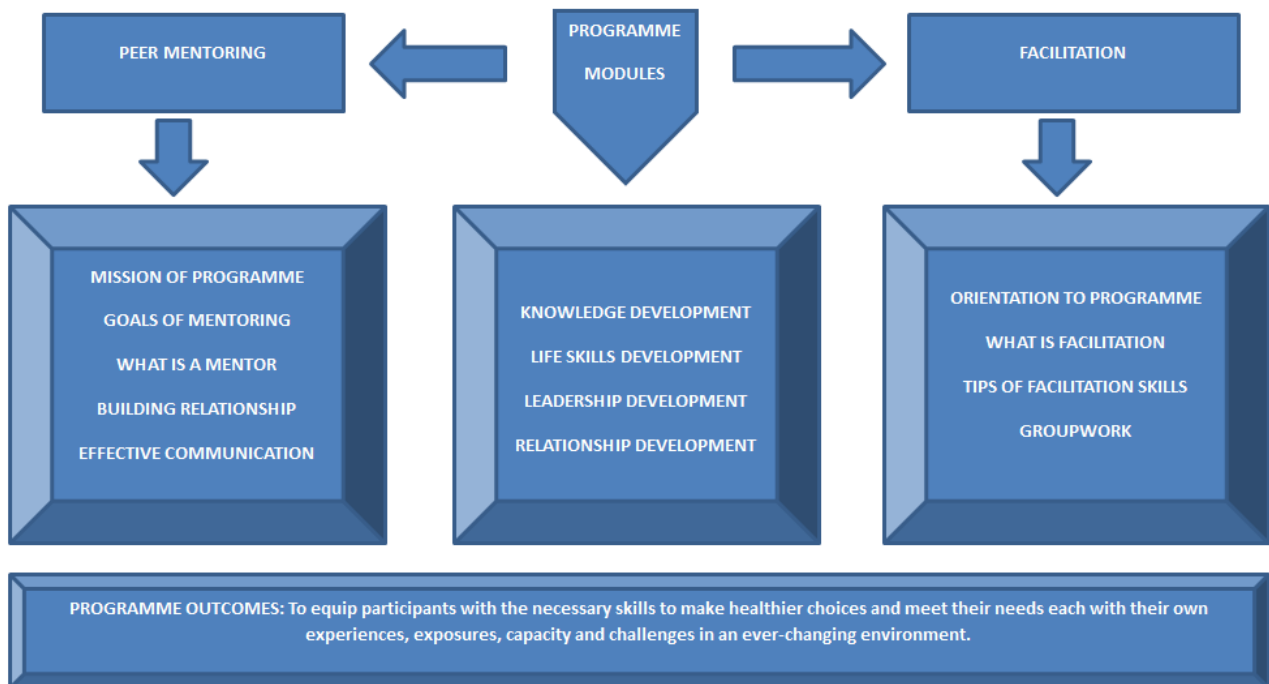 PEER MENTORING
PROGRAMME
MODULES
FACILITATION
MISSION OF PROGRAMME
GOALS OF MENTORING
WHAT IS A MENTOR
BUILDING RELATIONSHIP
EFFECTIVE COMMUNICATION
KNOWLEDGE DEVELOPMENT
LIFE SKILLS DEVELOPMENT
LEADERSHIP DEVELOPMENT
RELATIONSHIP DEVELOPMENT
ORIENTATION TO PROGRAMME
WHAT IS FACILITATION
TIPS OF FACILITATION SKILLS
GROUPWORK
PROGRAMME OUTCOMES: To equip participants with the necessary skills to make healthier choices and meet their needs each with their own
experiences, exposures, capacity and challenges in an ever-changing environment.